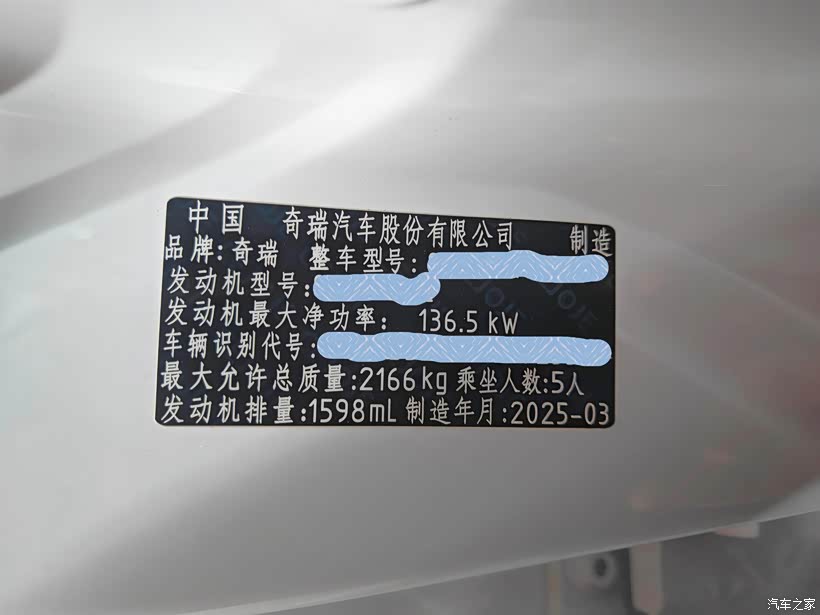 中国 奇瑞汽车股份有限公司 制造
品牌:奇瑞 整车型号:
发动机型号:
发动机最大净功率: 136.5 kW
车辆识别代号:
最大允许总质量:2166kg 乘坐人数:5人
发动机排量:1598mL 制造年月:2025-03
汽车之家